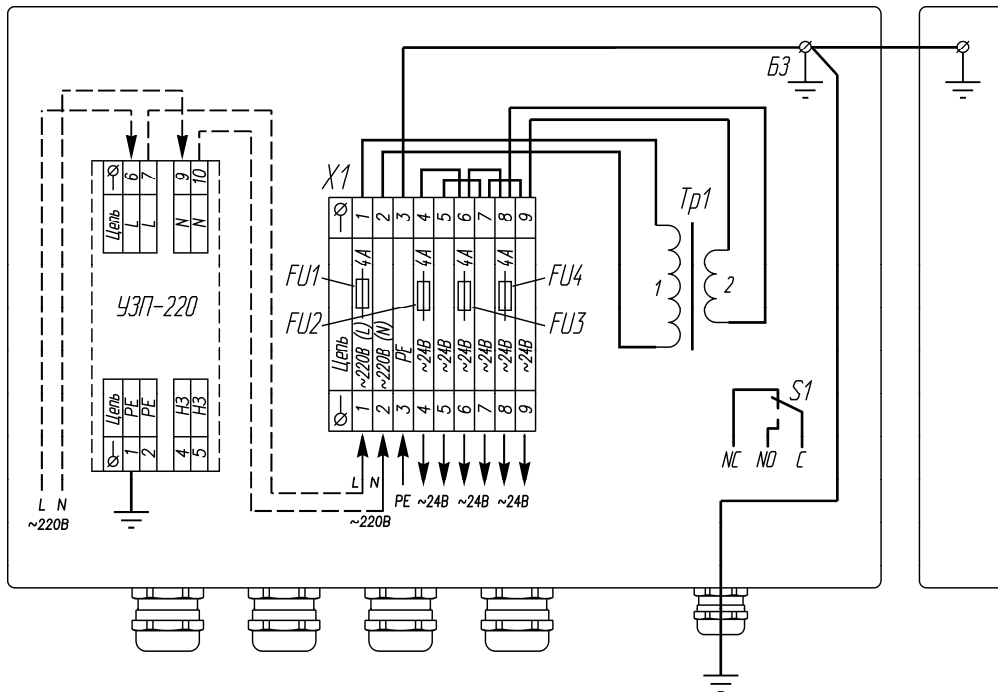 БЗ
Цепь 6 7 9 10
L L N N
УЗП-220
Цепь PE PE НЗ НЗ
1 2 4 5
L N
~220В
X1
1 2 3 4 5 6 7 8 9
4А 4А 4А 4А
FU1
FU2
FU3
FU4
Цепь ~220В (L) ~220В (N) PE ~24В ~24В ~24В ~24В ~24В ~24В
1 2 3 4 5 6 7 8 9
L N
~220В
PE ~24В ~24В ~24В
Тр1
1 2
S1
NC NO C